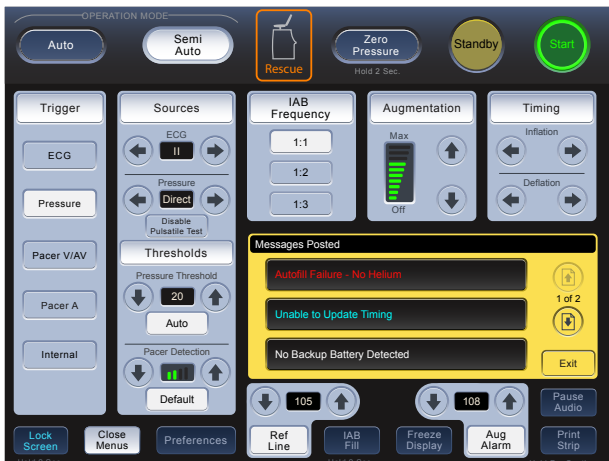 OPERATION MODE
Auto
Semi
Auto
Rescue
Zero
Pressure
Hold 2 Sec.
Standby
Start
Trigger
ECG
Pressure
Pacer V/AV
Pacer A
Internal
Sources
ECG
II
Pressure
Direct
Disable
Pulsatile Test
Thresholds
Pressure Threshold
20
Auto
Pacer Detection
Default
IAB
Frequency
1:1
1:2
1:3
Augmentation
Max
Off
Timing
Inflation
Deflation
Messages Posted
Autofill Failure - No Helium
Unable to Update Timing
No Backup Battery Detected
1 of 2
Exit
105
108
Pause
Audio
Lock
Screen
Close
Menus
Preferences
Ref
Line
IAB
Fill
Freeze
Display
Aug
Alarm
Print
Strip